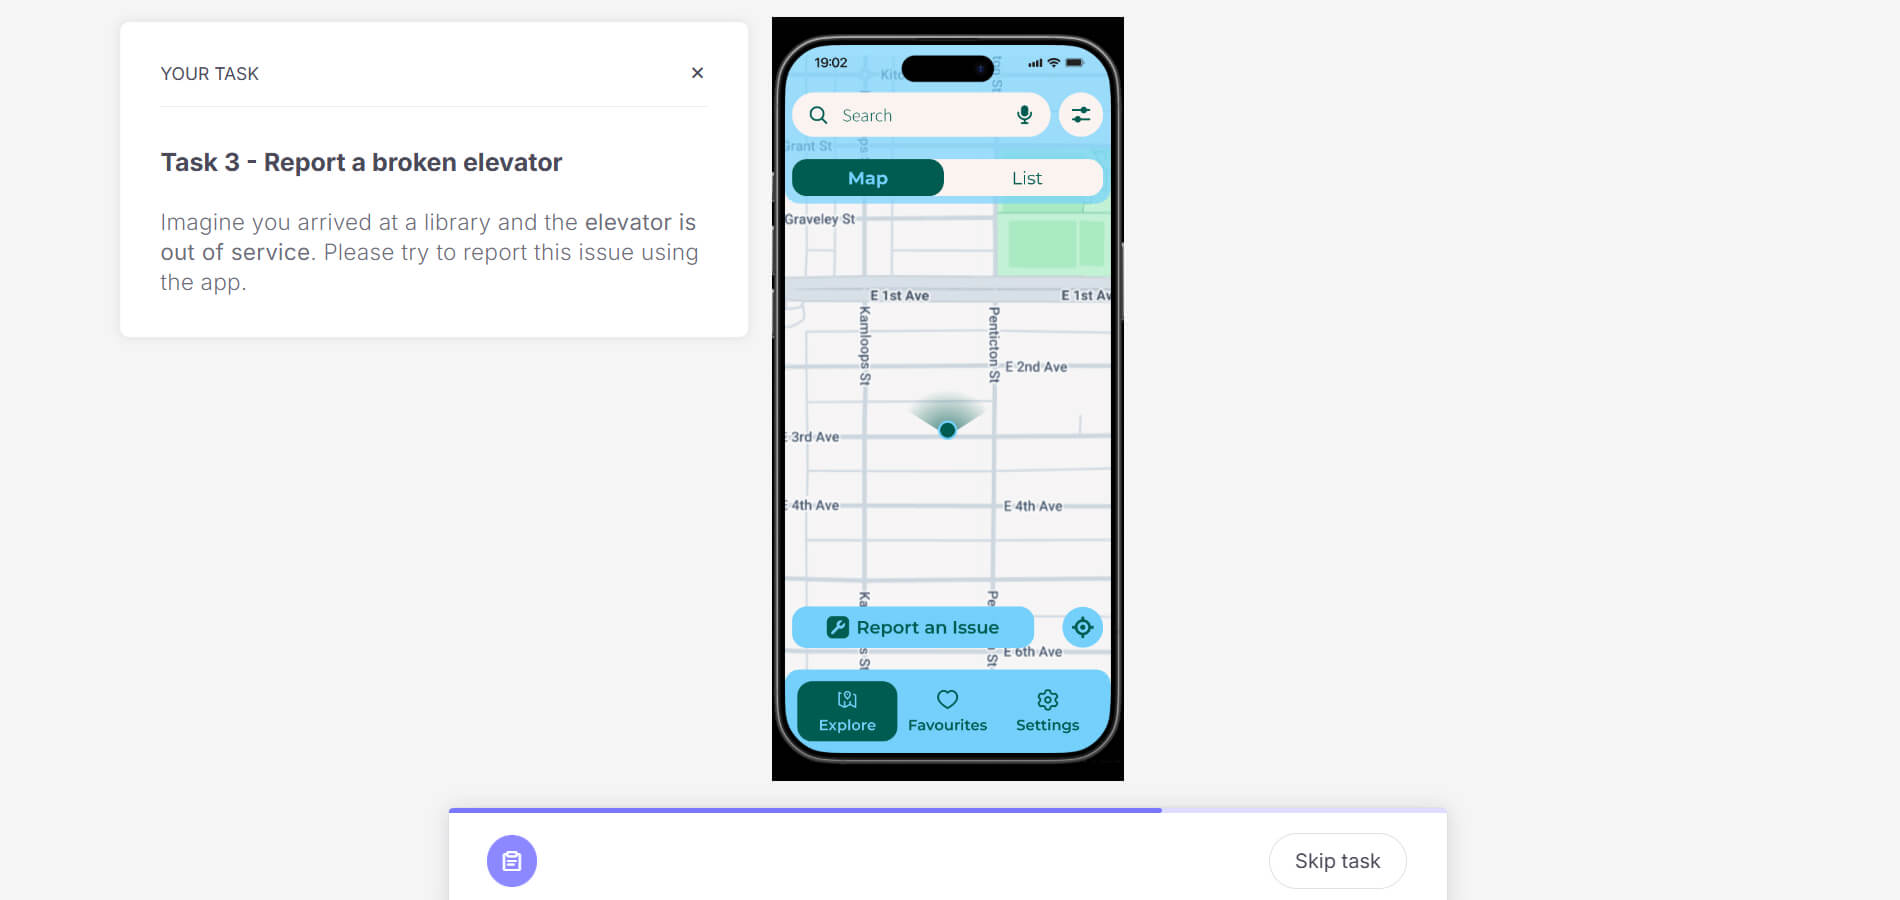 YOUR TASK
Task 3 - Report a broken elevator
Imagine you arrived at a library and the elevator is
out of service. Please try to report this issue using
the app.
19:02
Search
Grant St
Map
List
Graveley St
E 1st Ave
E 1st Av
Kamloops St
Penticton St
E 2nd Ave
E 3rd Ave
E 4th Ave
E 4th Ave
Report an Issue
E 6th Ave
Explore
Favourites
Settings
Skip task